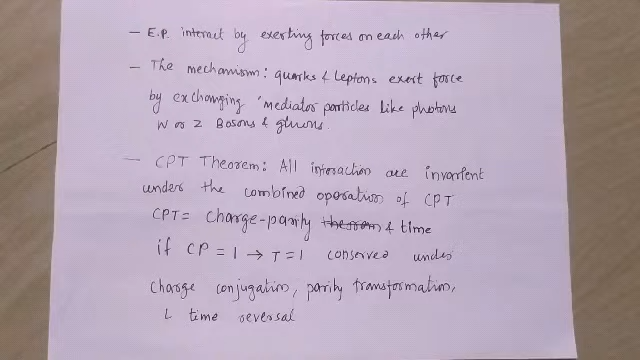 - E.P. interact by exerting forces on each other
- The mechanism: quarks & Leptons exert force
by exchanging mediator particles like photons
W or Z Bosons & gluons.
- CPT Theorem: All interaction are invarient
under the combined operation of CPT
CPT = Charge-parity theorem & time
if CP = 1 → T = 1 conserved under
Charge conjugation, parity transformation,
& time reversal